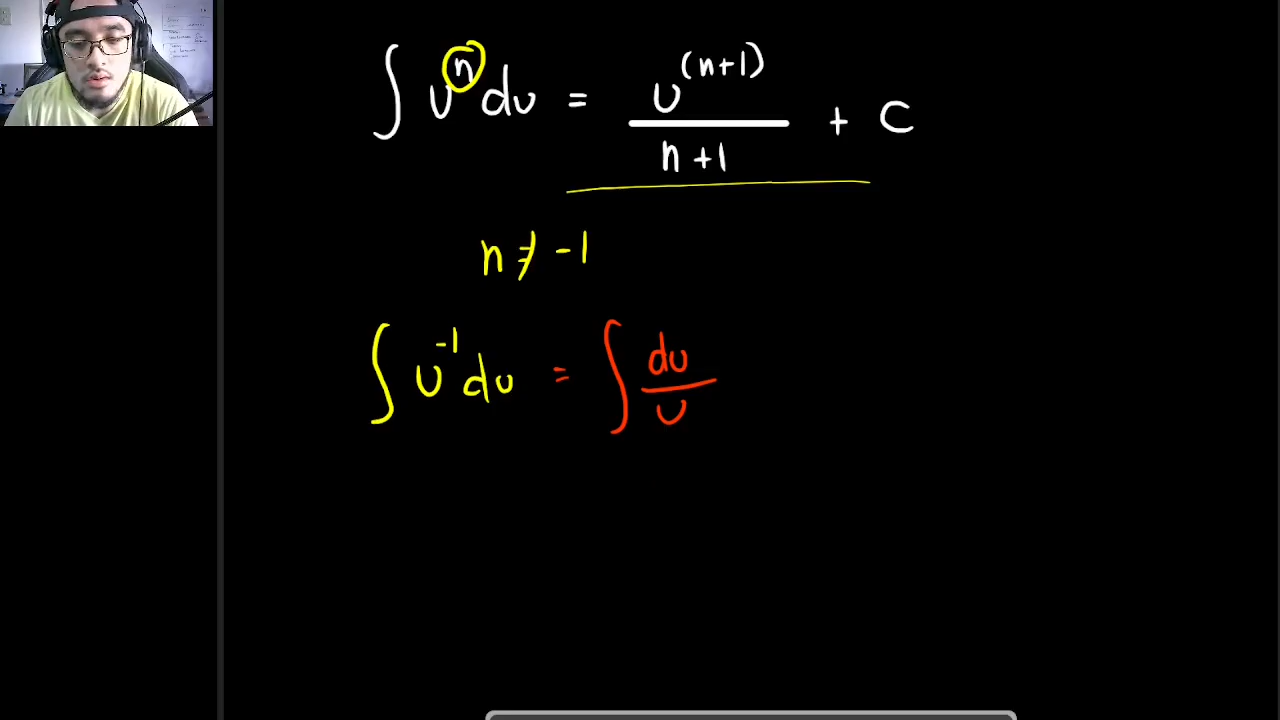 ∫ u^n du = u^(n+1) / n+1 + C
n ≠ -1
∫ u^-1 du = ∫ du / u